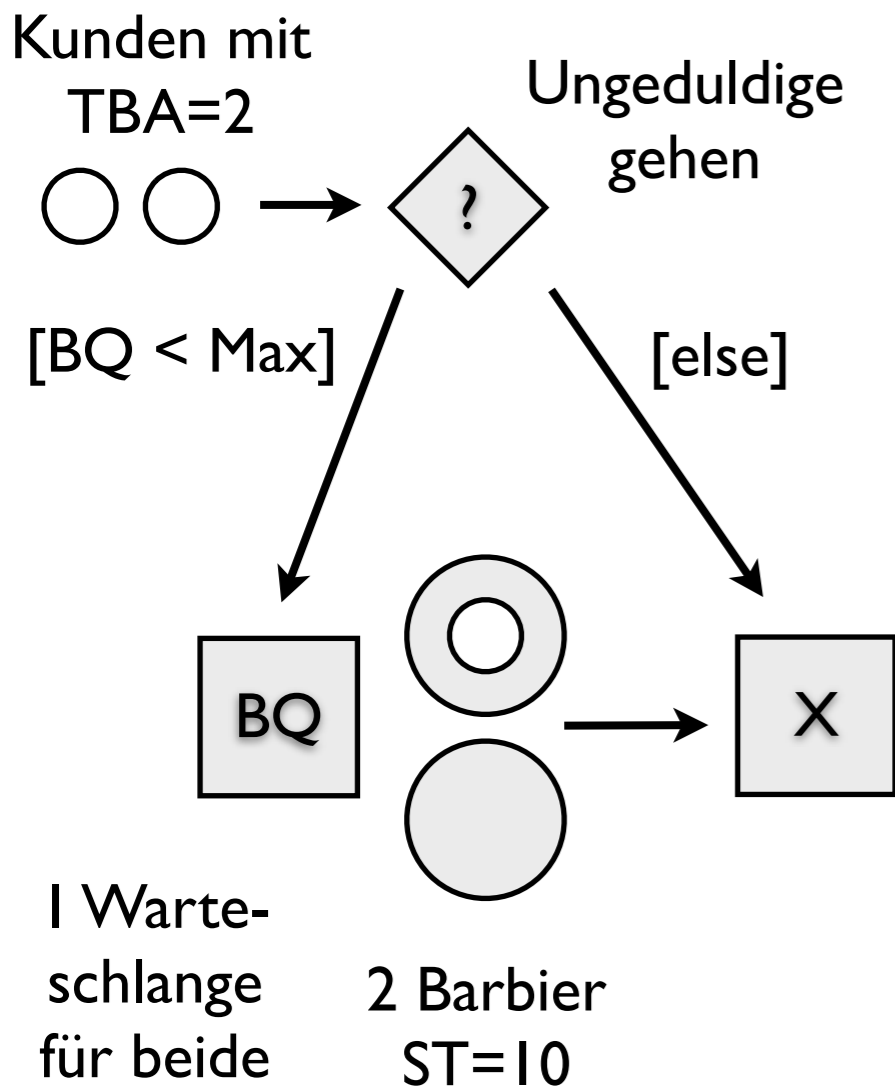 Kunden mit
TBA=2
Ungeduldige
gehen
?
[BQ < Max]
[else]
BQ
X
1 Warte-
schlange
für beide
2 Barbier
ST=10